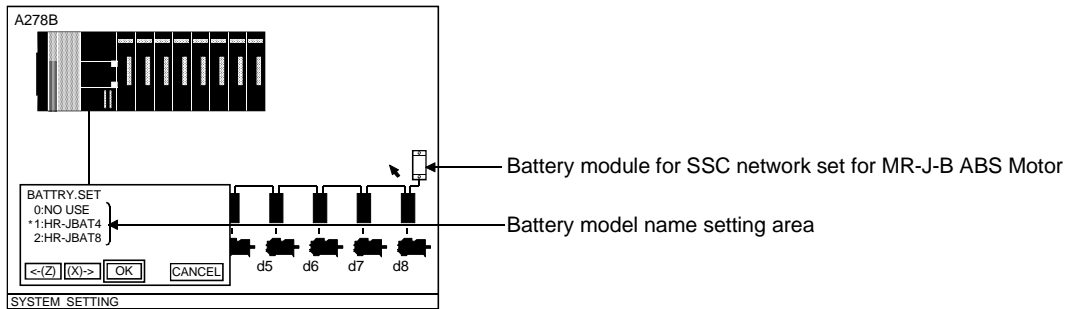 A278B
Battery module for SSC network set for MR-J-B ABS Motor
BATTRY.SET
0:NO USE
*1:HR-JBAT4
2:HR-JBAT8
Battery model name setting area
d5 d6 d7 d8
<-(Z) (X)-> OK CANCEL
SYSTEM SETTING